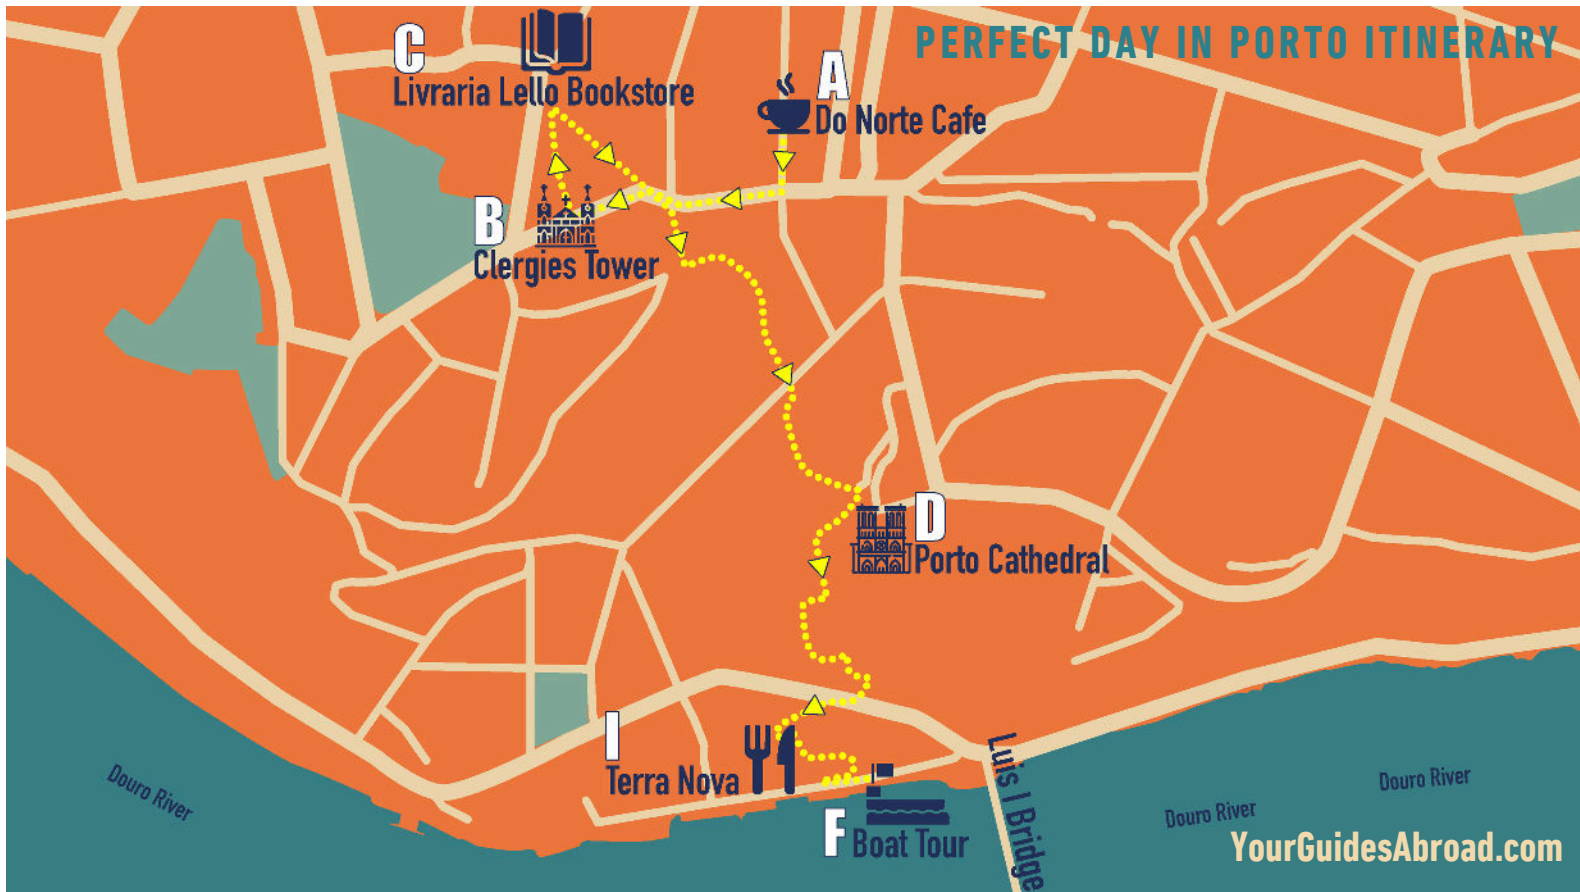 PERFECT DAY IN PORTO ITINERARY
C
Livraria Lello Bookstore
A
Do Norte Cafe
B
Clergies Tower
D
Porto Cathedral
I
Terra Nova
F
Boat Tour
Luis I Bridge
Douro River
Douro River
Douro River
YourGuidesAbroad.com